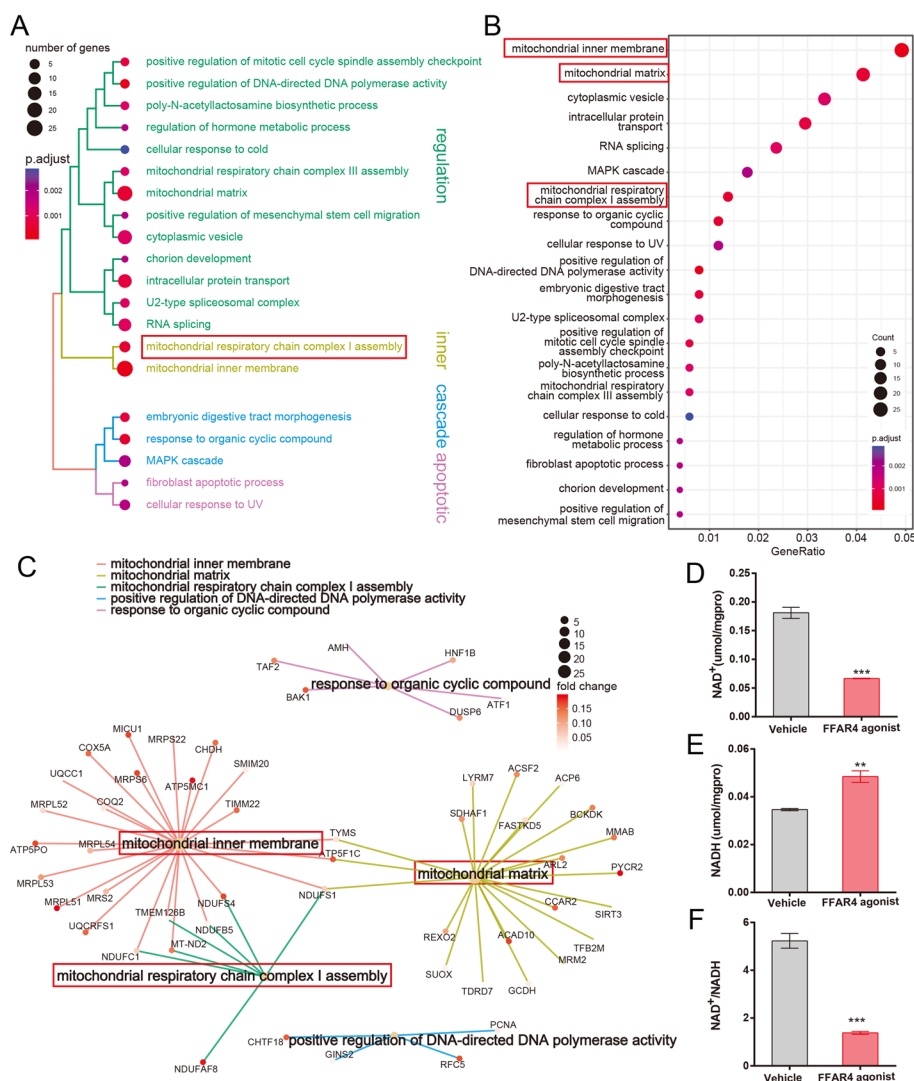 A
number of genes
5
10
15
20
25
p.adjust
0.002
0.001
positive regulation of mitotic cell cycle spindle assembly checkpoint
positive regulation of DNA-directed DNA polymerase activity
poly-N-acetyllactosamine biosynthetic process
regulation of hormone metabolic process
cellular response to cold
mitochondrial respiratory chain complex III assembly
mitochondrial matrix
positive regulation of mesenchymal stem cell migration
cytoplasmic vesicle
chorion development
intracellular protein transport
U2-type spliceosomal complex
RNA splicing
mitochondrial respiratory chain complex I assembly
mitochondrial inner membrane
embryonic digestive tract morphogenesis
response to organic cyclic compound
MAPK cascade
fibroblast apoptotic process
cellular response to UV
regulation
inner
cascade
apoptotic
B
mitochondrial inner membrane
mitochondrial matrix
cytoplasmic vesicle
intracellular protein
transport
RNA splicing
MAPK cascade
mitochondrial respiratory
chain complex I assembly
response to organic cyclic
compound
cellular response to UV
positive regulation of
DNA-directed DNA polymerase activity
embryonic digestive tract
morphogenesis
U2-type spliceosomal complex
positive regulation of
mitotic cell cycle spindle
assembly checkpoint
poly-N-acetyllactosamine
biosynthetic process
mitochondrial respiratory
chain complex III assembly
cellular response to cold
regulation of hormone
metabolic process
fibroblast apoptotic process
chorion development
positive regulation of
mesenchymal stem cell migration
Count
5
10
15
20
25
p.adjust
0.002
0.001
0.01
0.02
0.03
0.04
0.05
GeneRatio
C
mitochondrial inner membrane
mitochondrial matrix
mitochondrial respiratory chain complex I assembly
positive regulation of DNA-directed DNA polymerase activity
response to organic cyclic compound
5
10
15
20
25
fold change
0.15
0.10
0.05
AMH
HNF1B
TAF2
response to organic cyclic compound
BAK1
ATF1
DUSP6
MICU1
MRPS22
COX5A
CHDH
UQCC1
MRPS6
ATP5MC1
SMIM20
MRPL52
COQ2
TIMM22
TYMS
ATP5PO
MRPL54
mitochondrial inner membrane
ATP5F1C
MRPL53
MRPL51
MRS2
NDUFS4
NDUFS1
TMEM126B
UQCRFS1
NDUFB5
MT-ND2
NDUFC1
mitochondrial respiratory chain complex I assembly
NDUFAF8
LYRM7
ACSF2
ACP6
SDHAF1
FASTKD5
BCKDK
MMAB
ARL2
mitochondrial matrix
PYCR2
CCAR2
SIRT3
REXO2
ACAD10
TFB2M
MRM2
SUOX
TDRD7
GCDH
PCNA
CHTF18
positive regulation of DNA-directed DNA polymerase activity
GINS2
RFC5
D
NAD+(umol/mgpro)
0.20
0.15
0.10
0.05
0.00
***
Vehicle
FFAR4 agonist
E
NADH (umol/mgpro)
0.06
0.04
0.02
0.00
**
Vehicle
FFAR4 agonist
F
NAD+/NADH
6
4
2
0
***
Vehicle
FFAR4 agonist